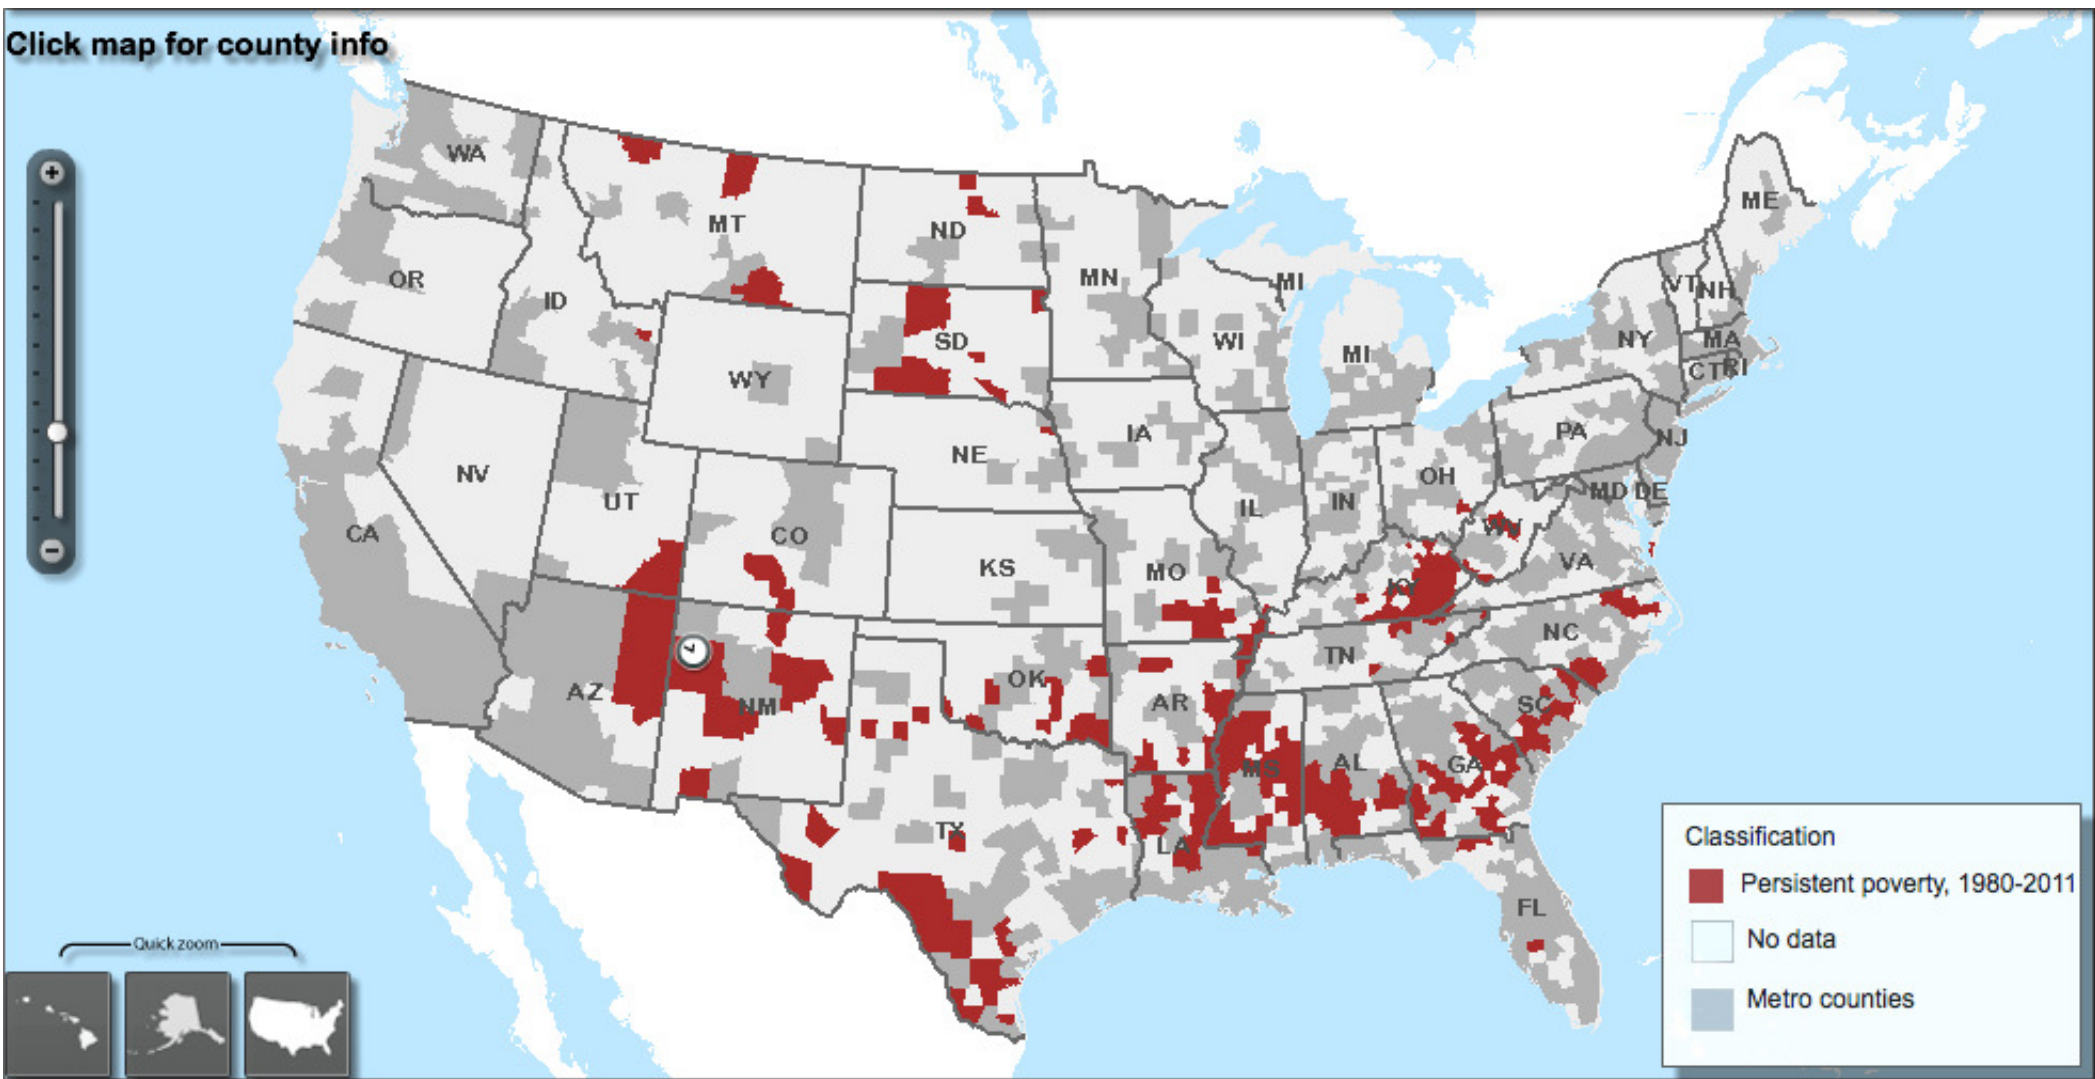 Click map for county info
+
−
Quick zoom
WA
OR
CA
NV
ID
MT
WY
UT
AZ
CO
NM
ND
SD
NE
KS
OK
TX
MN
IA
MO
AR
LA
WI
IL
MI
MI
IN
OH
KY
TN
MS
AL
GA
FL
SC
NC
VA
WV
PA
NY
MD
DE
NJ
CT
RI
MA
VT
NH
ME
Classification
Persistent poverty, 1980-2011
No data
Metro counties